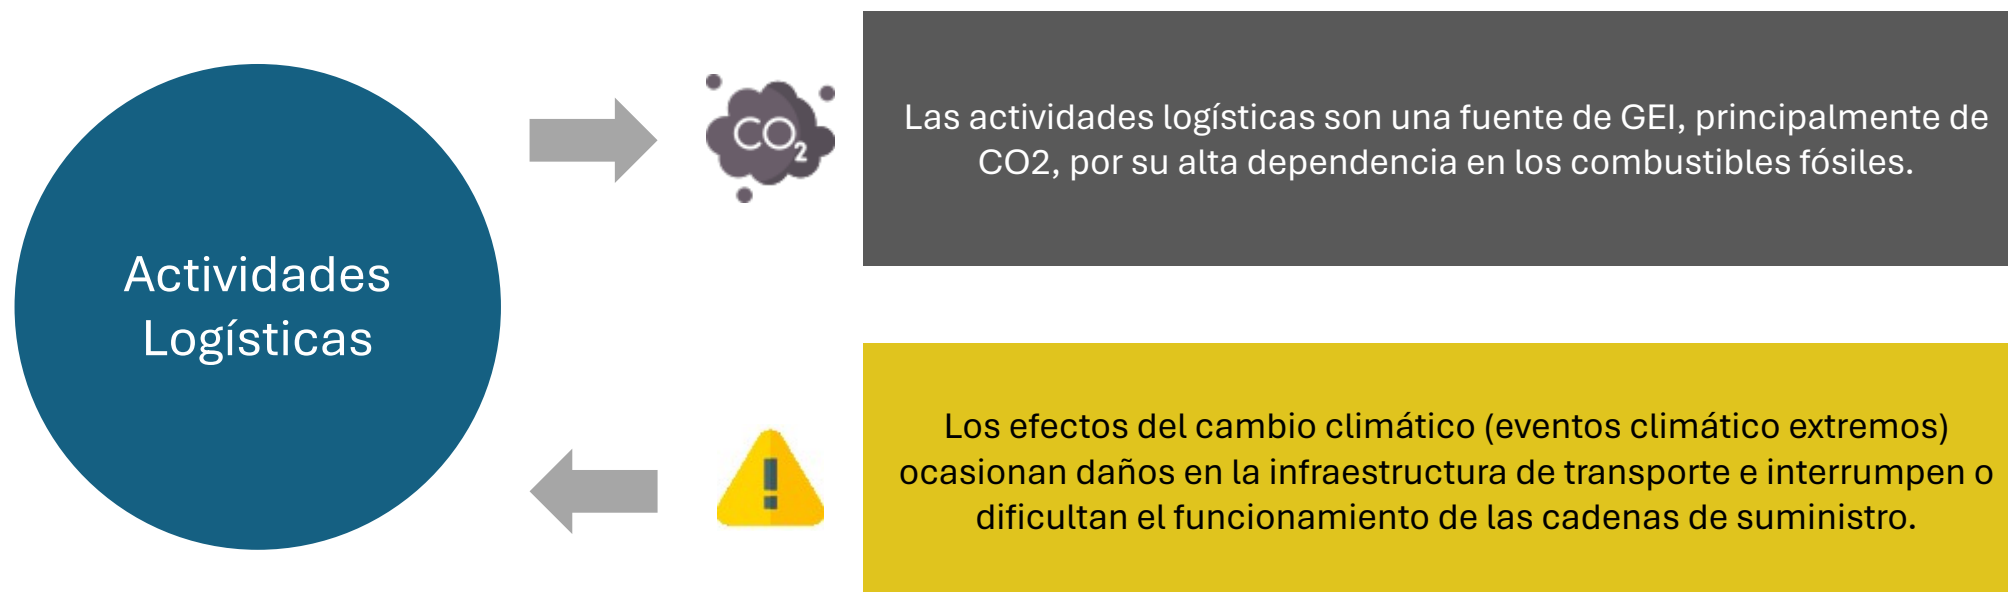 Actividades
Logísticas
CO2
Las actividades logísticas son una fuente de GEI, principalmente de
CO2, por su alta dependencia en los combustibles fósiles.
Los efectos del cambio climático (eventos climático extremos)
ocasionan daños en la infraestructura de transporte e interrumpen o
dificultan el funcionamiento de las cadenas de suministro.